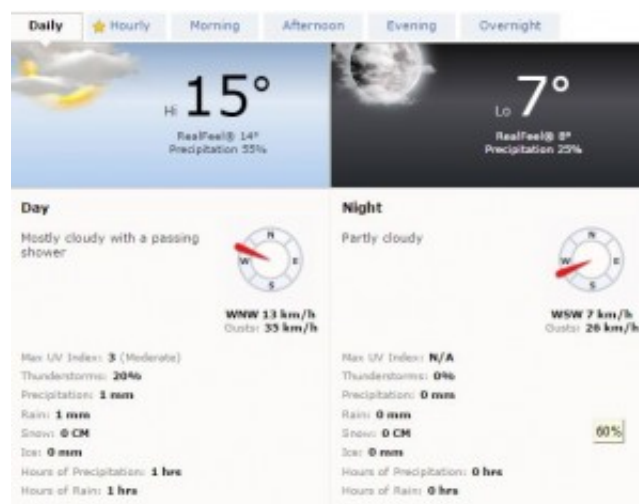 Daily Hourly Morning Afternoon Evening Overnight
Hi 15°
RealFeel® 14°
Precipitation 55%
Lo 7°
RealFeel® 8°
Precipitation 25%
Day
Mostly cloudy with a passing
shower
N
W E
S
WNW 13 km/h
Gusts: 35 km/h
Max UV Index: 3 (Moderate)
Thunderstorms: 20%
Precipitation: 1 mm
Rain: 1 mm
Snow: 0 CM
Ice: 0 mm
Hours of Precipitation: 1 hrs
Hours of Rain: 1 hrs
Night
Partly cloudy
N
W E
S
WSW 7 km/h
Gusts: 26 km/h
Max UV Index: N/A
Thunderstorms: 0%
Precipitation: 0 mm
Rain: 0 mm
Snow: 0 CM
Ice: 0 mm
Hours of Precipitation: 0 hrs
Hours of Rain: 0 hrs
60%